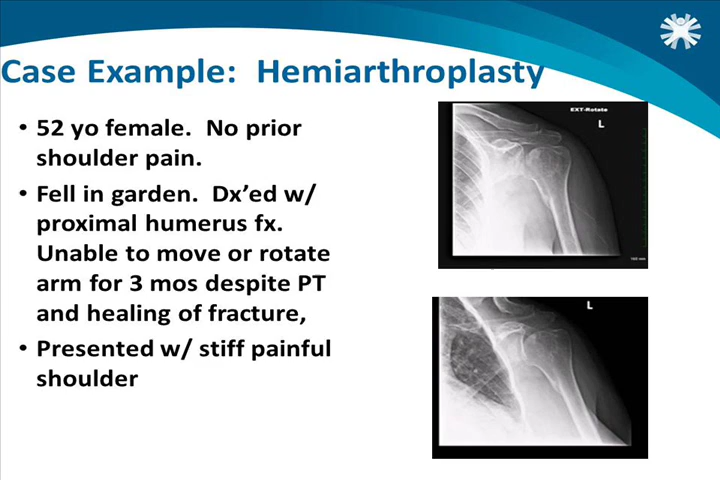 Case Example:  Hemiarthroplasty
• 52 yo female.  No prior
shoulder pain.
• Fell in garden.  Dx'ed w/
proximal humerus fx.
Unable to move or rotate
arm for 3 mos despite PT
and healing of fracture,
• Presented w/ stiff painful
shoulder
EXT-Rotate
L
L